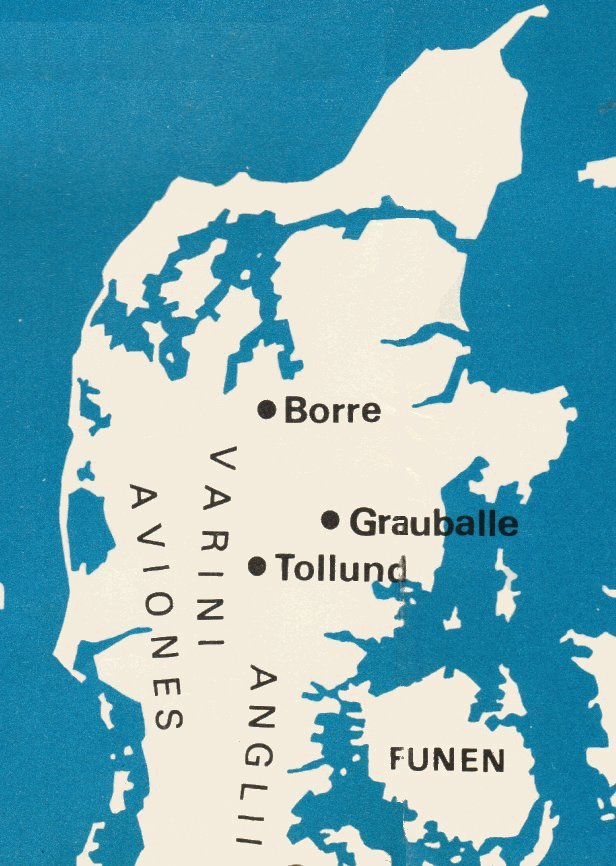 Borre
Grauballe
Tollund
VARINI
AVIONES
ANGLII
FUNEN